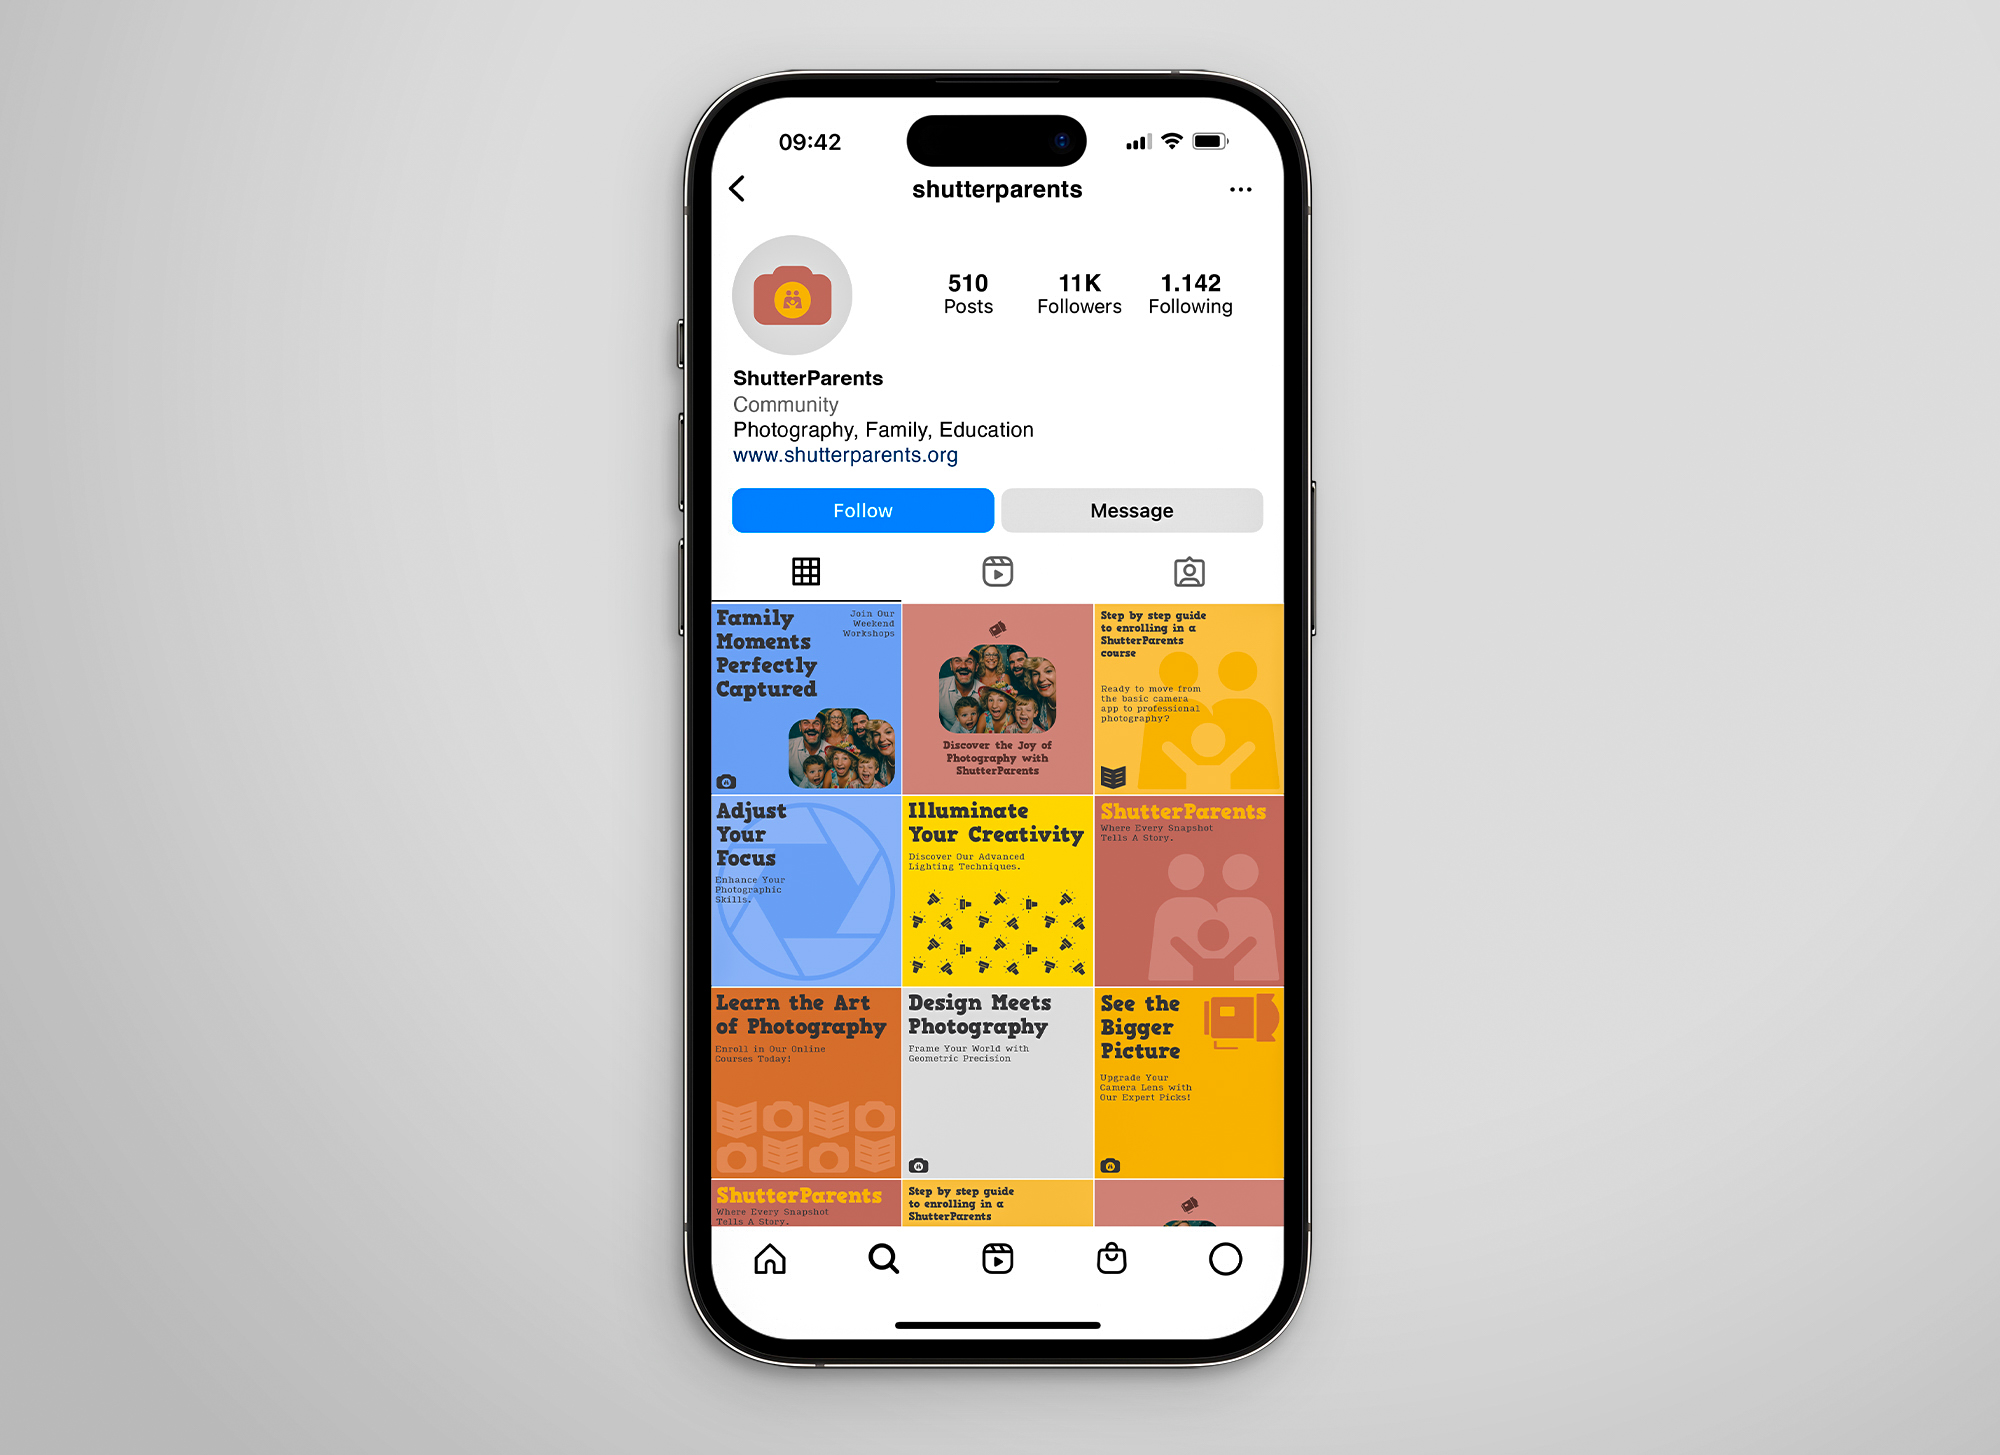 09:42
shutterparents
510
Posts
11K
Followers
1.142
Following
ShutterParents
Community
Photography, Family, Education
www.shutterparents.org
Follow
Message
Family
Moments
Perfectly
Captured
Join Our
Weekend
Workshops
Discover the Joy of
Photography with
ShutterParents
Step by step guide
to enrolling in a
ShutterParents
course
Ready to move from
the basic camera
app to professional
photography?
Adjust
Your
Focus
Enhance Your
Photographic
Skills.
Illuminate
Your Creativity
Discover Our Advanced
Lighting Techniques.
ShutterParents
Where Every Snapshot
Tells A Story.
Learn the Art
of Photography
Enroll in Our Online
Courses Today!
Design Meets
Photography
Frame Your World with
Geometric Precision
See the
Bigger
Picture
Upgrade Your
Camera Lens with
Our Expert Picks!
ShutterParents
Where Every Snapshot
Tells A Story.
Step by step guide
to enrolling in a
ShutterParents